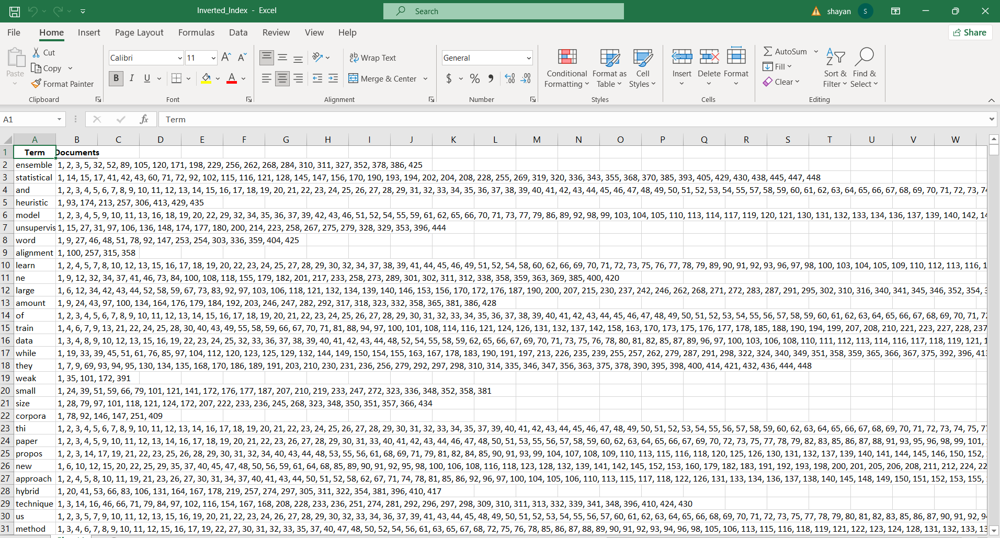 Inverted_Index - Excel
Search
shayan
S
File Home Insert Page Layout Formulas Data Review View Help
Share
Paste
Cut
Copy
Format Painter
Clipboard
Calibri 11
B I U
Font
Wrap Text
Merge & Center
Alignment
General
$ % ,
Number
Conditional Formatting
Format as Table
Cell Styles
Styles
Insert Delete Format
Cells
AutoSum
Fill
Clear
Sort & Filter
Find & Select
Editing
A1 fx Term
A B C D E F G H I J K L M N O P Q R S T U V W
1 Term Documents
2 ensemble 1, 2, 3, 5, 32, 52, 89, 105, 120, 171, 198, 229, 256, 262, 268, 284, 310, 311, 327, 352, 378, 386, 425
3 statistical 1, 14, 15, 17, 41, 42, 43, 60, 71, 72, 92, 102, 115, 116, 121, 128, 145, 147, 156, 170, 190, 193, 194, 202, 204, 208, 228, 255, 269, 319, 320, 336, 343, 355, 368, 370, 385, 393, 405, 429, 430, 438, 445, 447, 448
4 and 1, 2, 3, 4, 5, 6, 7, 8, 9, 10, 11, 12, 13, 14, 15, 16, 17, 18, 19, 20, 21, 22, 23, 24, 25, 26, 27, 28, 29, 31, 32, 33, 34, 35, 36, 37, 38, 39, 40, 41, 42, 43, 44, 45, 46, 47, 48, 49, 50, 51, 52, 53, 54, 55, 57, 58, 59, 60, 61, 62, 63, 64, 65, 66, 67, 68, 69, 70, 71, 72, 73, 74
5 heuristic 1, 93, 174, 213, 257, 306, 413, 429, 435
6 model 1, 2, 3, 4, 5, 9, 10, 11, 13, 16, 18, 19, 20, 22, 29, 32, 34, 35, 36, 37, 39, 42, 43, 46, 51, 52, 54, 55, 59, 61, 62, 65, 66, 70, 71, 73, 77, 79, 86, 89, 92, 98, 99, 103, 104, 105, 110, 113, 114, 117, 119, 120, 121, 130, 131, 132, 133, 134, 136, 137, 139, 140, 142, 14
7 unsupervis 1, 15, 27, 31, 97, 106, 136, 148, 174, 177, 180, 200, 214, 223, 258, 267, 275, 279, 328, 329, 353, 396, 444
8 word 1, 9, 27, 46, 48, 51, 78, 92, 147, 253, 254, 303, 336, 359, 404, 425
9 alignment 1, 100, 257, 315, 358
10 learn 1, 2, 4, 5, 7, 8, 10, 12, 13, 15, 16, 17, 18, 19, 20, 22, 23, 24, 25, 27, 28, 29, 30, 32, 34, 37, 38, 39, 41, 44, 45, 46, 49, 51, 52, 54, 58, 60, 62, 66, 69, 70, 71, 72, 73, 75, 76, 77, 78, 79, 89, 90, 91, 92, 93, 96, 97, 98, 100, 103, 104, 105, 109, 110, 112, 113, 116, 1
11 ne 1, 9, 12, 32, 34, 37, 41, 46, 73, 84, 100, 108, 118, 155, 179, 182, 201, 217, 233, 258, 273, 289, 301, 302, 311, 312, 338, 358, 359, 363, 369, 385, 400, 420
12 large 1, 6, 12, 34, 42, 43, 44, 52, 58, 59, 67, 73, 83, 92, 97, 103, 106, 118, 121, 132, 134, 139, 140, 146, 153, 156, 170, 172, 176, 187, 190, 200, 207, 215, 230, 237, 242, 246, 262, 268, 271, 272, 283, 287, 291, 295, 302, 310, 316, 340, 341, 345, 346, 352, 354, 3
13 amount 1, 9, 24, 43, 97, 100, 134, 164, 176, 179, 184, 192, 203, 246, 247, 282, 292, 317, 318, 323, 332, 358, 365, 381, 386, 428
14 of 1, 2, 3, 4, 5, 6, 7, 8, 9, 10, 11, 12, 13, 14, 15, 16, 17, 18, 19, 20, 21, 22, 23, 24, 25, 26, 27, 28, 29, 30, 31, 32, 33, 34, 35, 36, 37, 38, 39, 40, 41, 42, 43, 44, 45, 46, 47, 48, 49, 50, 51, 52, 53, 54, 55, 56, 57, 58, 59, 60, 61, 62, 63, 64, 65, 66, 67, 68, 69, 70, 71, 72
15 train 1, 4, 6, 7, 9, 13, 21, 22, 24, 25, 28, 30, 40, 43, 49, 55, 58, 59, 66, 67, 70, 71, 81, 88, 94, 97, 100, 101, 108, 114, 116, 121, 124, 126, 131, 132, 137, 142, 158, 163, 170, 173, 175, 176, 177, 178, 185, 188, 190, 194, 199, 207, 208, 210, 221, 223, 227, 228, 237
16 data 1, 3, 4, 8, 9, 10, 12, 13, 15, 16, 19, 22, 23, 24, 25, 32, 33, 36, 37, 38, 39, 40, 41, 42, 43, 44, 48, 52, 54, 55, 58, 59, 62, 65, 66, 67, 69, 70, 71, 73, 75, 76, 78, 80, 81, 82, 85, 87, 89, 96, 97, 100, 103, 106, 108, 110, 111, 112, 113, 114, 116, 117, 118, 119, 121, 1
17 while 1, 19, 33, 39, 45, 51, 61, 76, 85, 97, 104, 112, 120, 123, 125, 129, 132, 144, 149, 150, 154, 155, 163, 167, 178, 183, 190, 191, 197, 213, 226, 235, 239, 255, 257, 262, 279, 287, 291, 298, 322, 324, 340, 349, 351, 358, 359, 365, 366, 367, 375, 392, 396, 413
18 they 1, 7, 9, 69, 93, 94, 95, 130, 134, 135, 168, 170, 186, 189, 191, 203, 210, 230, 231, 236, 256, 279, 292, 297, 298, 310, 314, 335, 346, 347, 356, 363, 375, 378, 390, 395, 398, 400, 414, 421, 432, 436, 444, 448
19 weak 1, 35, 101, 172, 391
20 small 1, 24, 39, 51, 59, 66, 79, 101, 121, 141, 172, 176, 177, 187, 207, 210, 219, 233, 247, 272, 323, 336, 348, 352, 358, 381
21 size 1, 28, 79, 97, 101, 118, 121, 124, 172, 207, 222, 233, 236, 245, 268, 323, 348, 350, 351, 357, 366, 434
22 corpora 1, 78, 92, 146, 147, 251, 409
23 thi 1, 2, 3, 4, 5, 6, 7, 8, 9, 10, 11, 12, 13, 14, 16, 17, 18, 19, 20, 21, 22, 23, 24, 25, 26, 27, 28, 29, 30, 31, 32, 33, 34, 35, 37, 39, 40, 41, 42, 43, 44, 45, 46, 47, 48, 49, 50, 51, 52, 53, 54, 55, 56, 57, 58, 59, 60, 62, 63, 64, 65, 66, 67, 68, 69, 70, 71, 72, 73, 74, 75, 77
24 paper 1, 2, 3, 4, 5, 9, 10, 11, 12, 13, 14, 16, 17, 18, 19, 20, 21, 22, 23, 26, 27, 28, 29, 30, 31, 33, 40, 41, 42, 43, 44, 46, 47, 48, 50, 51, 53, 55, 56, 57, 58, 59, 60, 62, 63, 64, 65, 66, 67, 69, 70, 72, 73, 75, 77, 78, 79, 82, 83, 85, 86, 87, 88, 91, 93, 95, 96, 98, 99, 101,
25 propos 1, 2, 3, 14, 17, 19, 21, 22, 23, 25, 26, 28, 29, 30, 31, 32, 34, 40, 43, 44, 48, 53, 55, 56, 61, 68, 69, 71, 79, 81, 82, 84, 85, 90, 91, 93, 99, 104, 107, 108, 109, 110, 113, 115, 116, 118, 120, 125, 126, 130, 131, 132, 137, 139, 140, 141, 144, 145, 146, 150, 152,
26 new 1, 6, 10, 12, 15, 20, 22, 25, 29, 35, 37, 40, 45, 47, 48, 50, 56, 59, 61, 64, 68, 85, 89, 90, 91, 92, 95, 98, 100, 106, 108, 116, 118, 123, 128, 132, 139, 141, 142, 145, 152, 153, 160, 179, 182, 183, 191, 192, 193, 198, 200, 201, 205, 206, 208, 211, 212, 224, 22
27 approach 1, 2, 4, 5, 8, 10, 11, 19, 21, 23, 26, 27, 30, 31, 34, 37, 40, 41, 43, 44, 50, 51, 52, 58, 62, 67, 71, 74, 78, 81, 85, 86, 92, 96, 97, 100, 104, 105, 106, 110, 113, 115, 117, 118, 122, 126, 131, 133, 134, 136, 137, 138, 140, 145, 148, 149, 150, 151, 152, 153, 155,
28 hybrid 1, 20, 41, 53, 66, 83, 106, 131, 164, 167, 178, 219, 257, 274, 297, 305, 311, 322, 354, 381, 396, 410, 417
29 technique 1, 3, 14, 16, 46, 66, 71, 79, 84, 97, 102, 116, 154, 167, 168, 208, 228, 233, 236, 251, 274, 281, 292, 296, 297, 298, 309, 310, 311, 313, 332, 339, 341, 348, 396, 410, 424, 430
30 us 1, 2, 3, 5, 7, 9, 10, 11, 12, 13, 15, 16, 19, 20, 21, 22, 23, 24, 26, 27, 28, 29, 30, 32, 33, 34, 36, 37, 39, 41, 43, 44, 45, 48, 49, 50, 51, 52, 53, 54, 55, 56, 57, 60, 61, 62, 63, 64, 65, 66, 68, 69, 70, 71, 72, 73, 75, 77, 78, 79, 80, 81, 82, 83, 85, 86, 87, 90, 91, 92, 94
31 method 1, 3, 4, 6, 7, 8, 9, 10, 11, 12, 15, 16, 17, 19, 22, 27, 30, 31, 32, 33, 35, 37, 40, 47, 48, 50, 52, 54, 56, 61, 63, 65, 67, 68, 72, 75, 76, 78, 85, 86, 87, 88, 89, 90, 91, 92, 93, 94, 96, 98, 105, 106, 113, 115, 116, 118, 119, 121, 122, 123, 124, 128, 131, 132, 133, 13